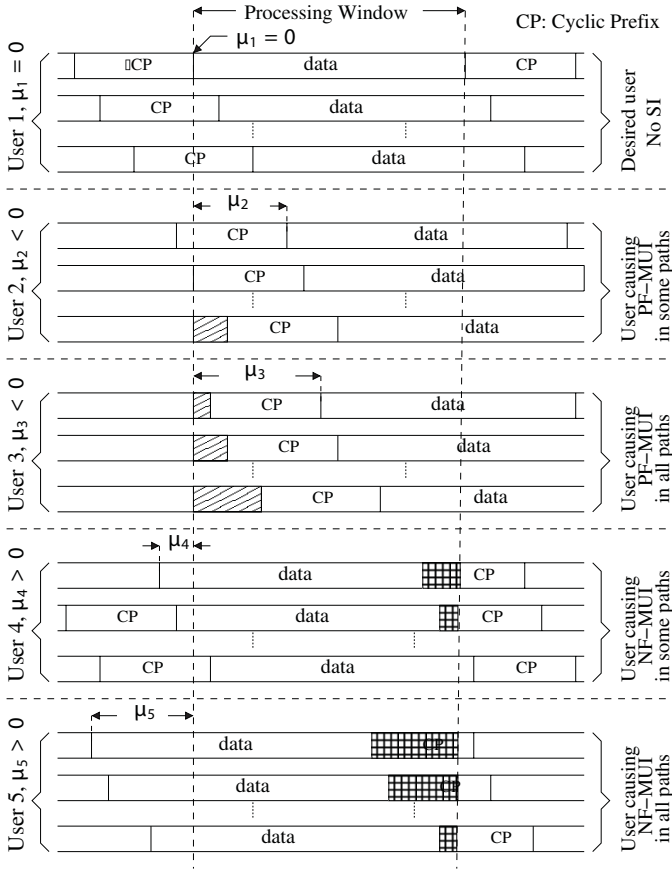 Processing Window
CP: Cyclic Prefix
μ₁ = 0
User 1, μ₁ = 0
▯CP
data
CP
CP
data
CP
data
Desired user
No SI
μ₂
User 2, μ₂ < 0
CP
data
CP
data
CP
data
User causing
PF−MUI
in some paths
μ₃
User 3, μ₃ < 0
CP
data
CP
data
CP
data
User causing
PF−MUI
in all paths
μ₄
User 4, μ₄ > 0
data
CP
CP
data
CP
CP
data
CP
User causing
NF−MUI
in some paths
μ₅
User 5, μ₅ > 0
data
CP
data
CP
data
CP
User causing
NF−MUI
in all paths